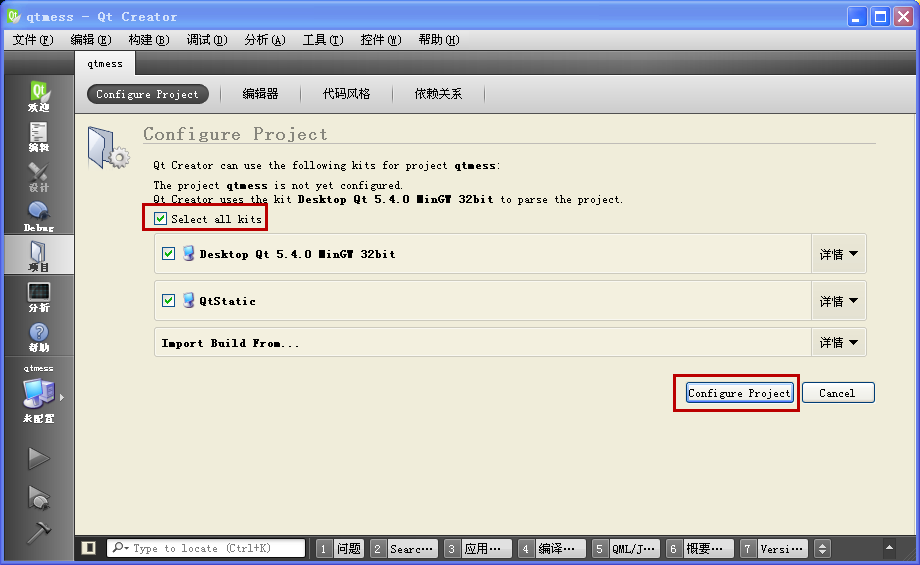 qtmess - Qt Creator
文件(F) 编辑(E) 构建(B) 调试(D) 分析(A) 工具(T) 控件(W) 帮助(H)
qtmess
Configure Project 编辑器 代码风格 依赖关系
欢迎
编辑
设计
Debug
项目
分析
帮助
qtmess
未配置
Configure Project
Qt Creator can use the following kits for project qtmess:
The project qtmess is not yet configured.
Qt Creator uses the kit Desktop Qt 5.4.0 MinGW 32bit to parse the project.
Select all kits
Desktop Qt 5.4.0 MinGW 32bit 详情
QtStatic 详情
Import Build From... 详情
Configure Project Cancel
Type to locate (Ctrl+K) 1 问题 2 Searc... 3 应用... 4 编译... 5 QML/J... 6 概要... 7 Versi...